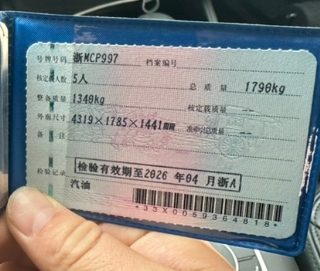 号牌号码 浙MCP997 档案编号
核定载人数 5人 总质量 1790kg
整备质量 1340kg 核定载质量 --
外廓尺寸 4319×1785×1441mm 准牵引总质量 --
备注
检验记录 检验有效期至2026年04月浙A
汽油
*33X0059364818*